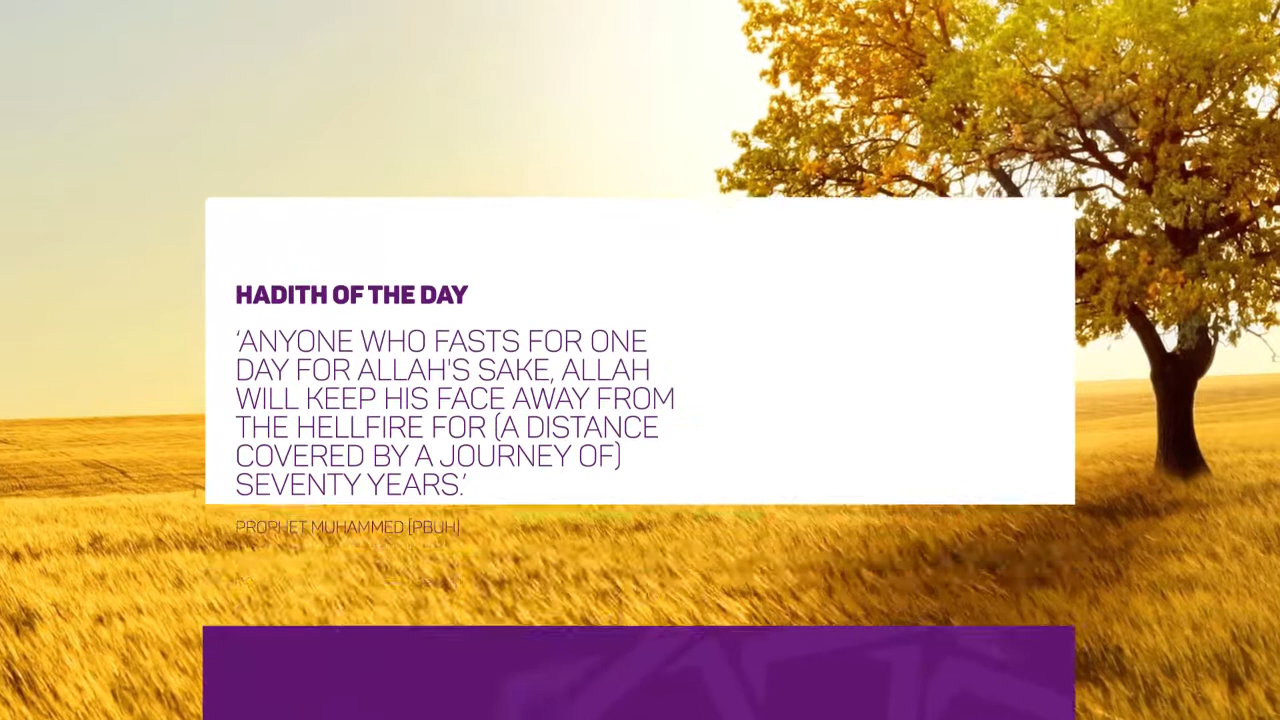 HADITH OF THE DAY
‘ANYONE WHO FASTS FOR ONE
DAY FOR ALLAH'S SAKE, ALLAH
WILL KEEP HIS FACE AWAY FROM
THE HELLFIRE FOR (A DISTANCE
COVERED BY A JOURNEY OF)
SEVENTY YEARS.’
PROPHET MUHAMMED (PBUH)